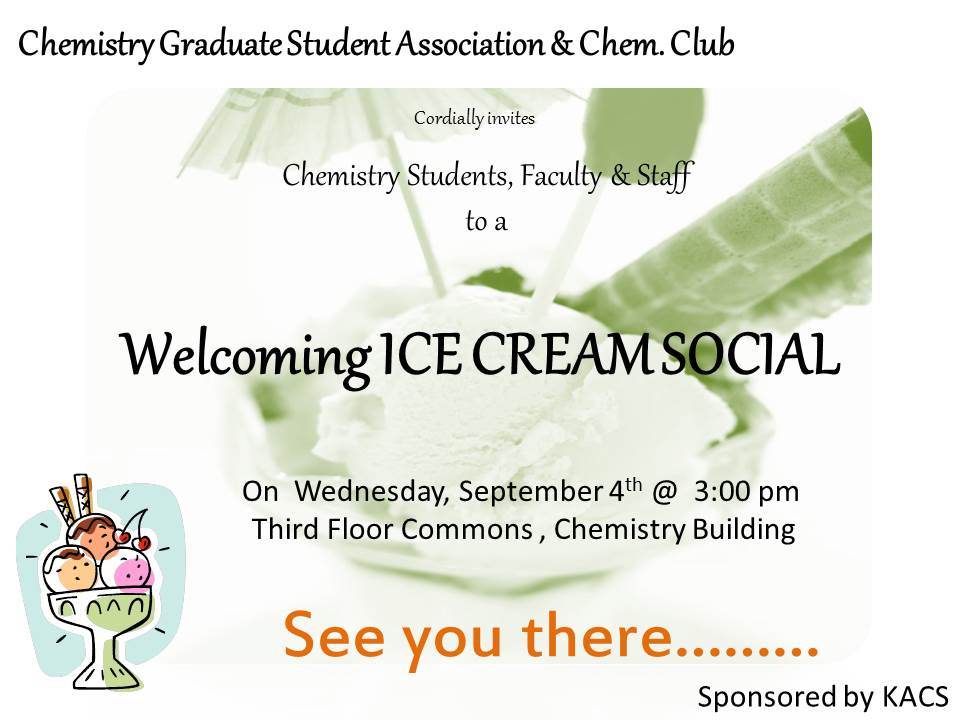 Chemistry Graduate Student Association & Chem. Club
Cordially invites
Chemistry Students, Faculty & Staff
to a
Welcoming ICE CREAM SOCIAL
On  Wednesday, September 4th @  3:00 pm
Third Floor Commons , Chemistry Building
See you there.........
Sponsored by KACS